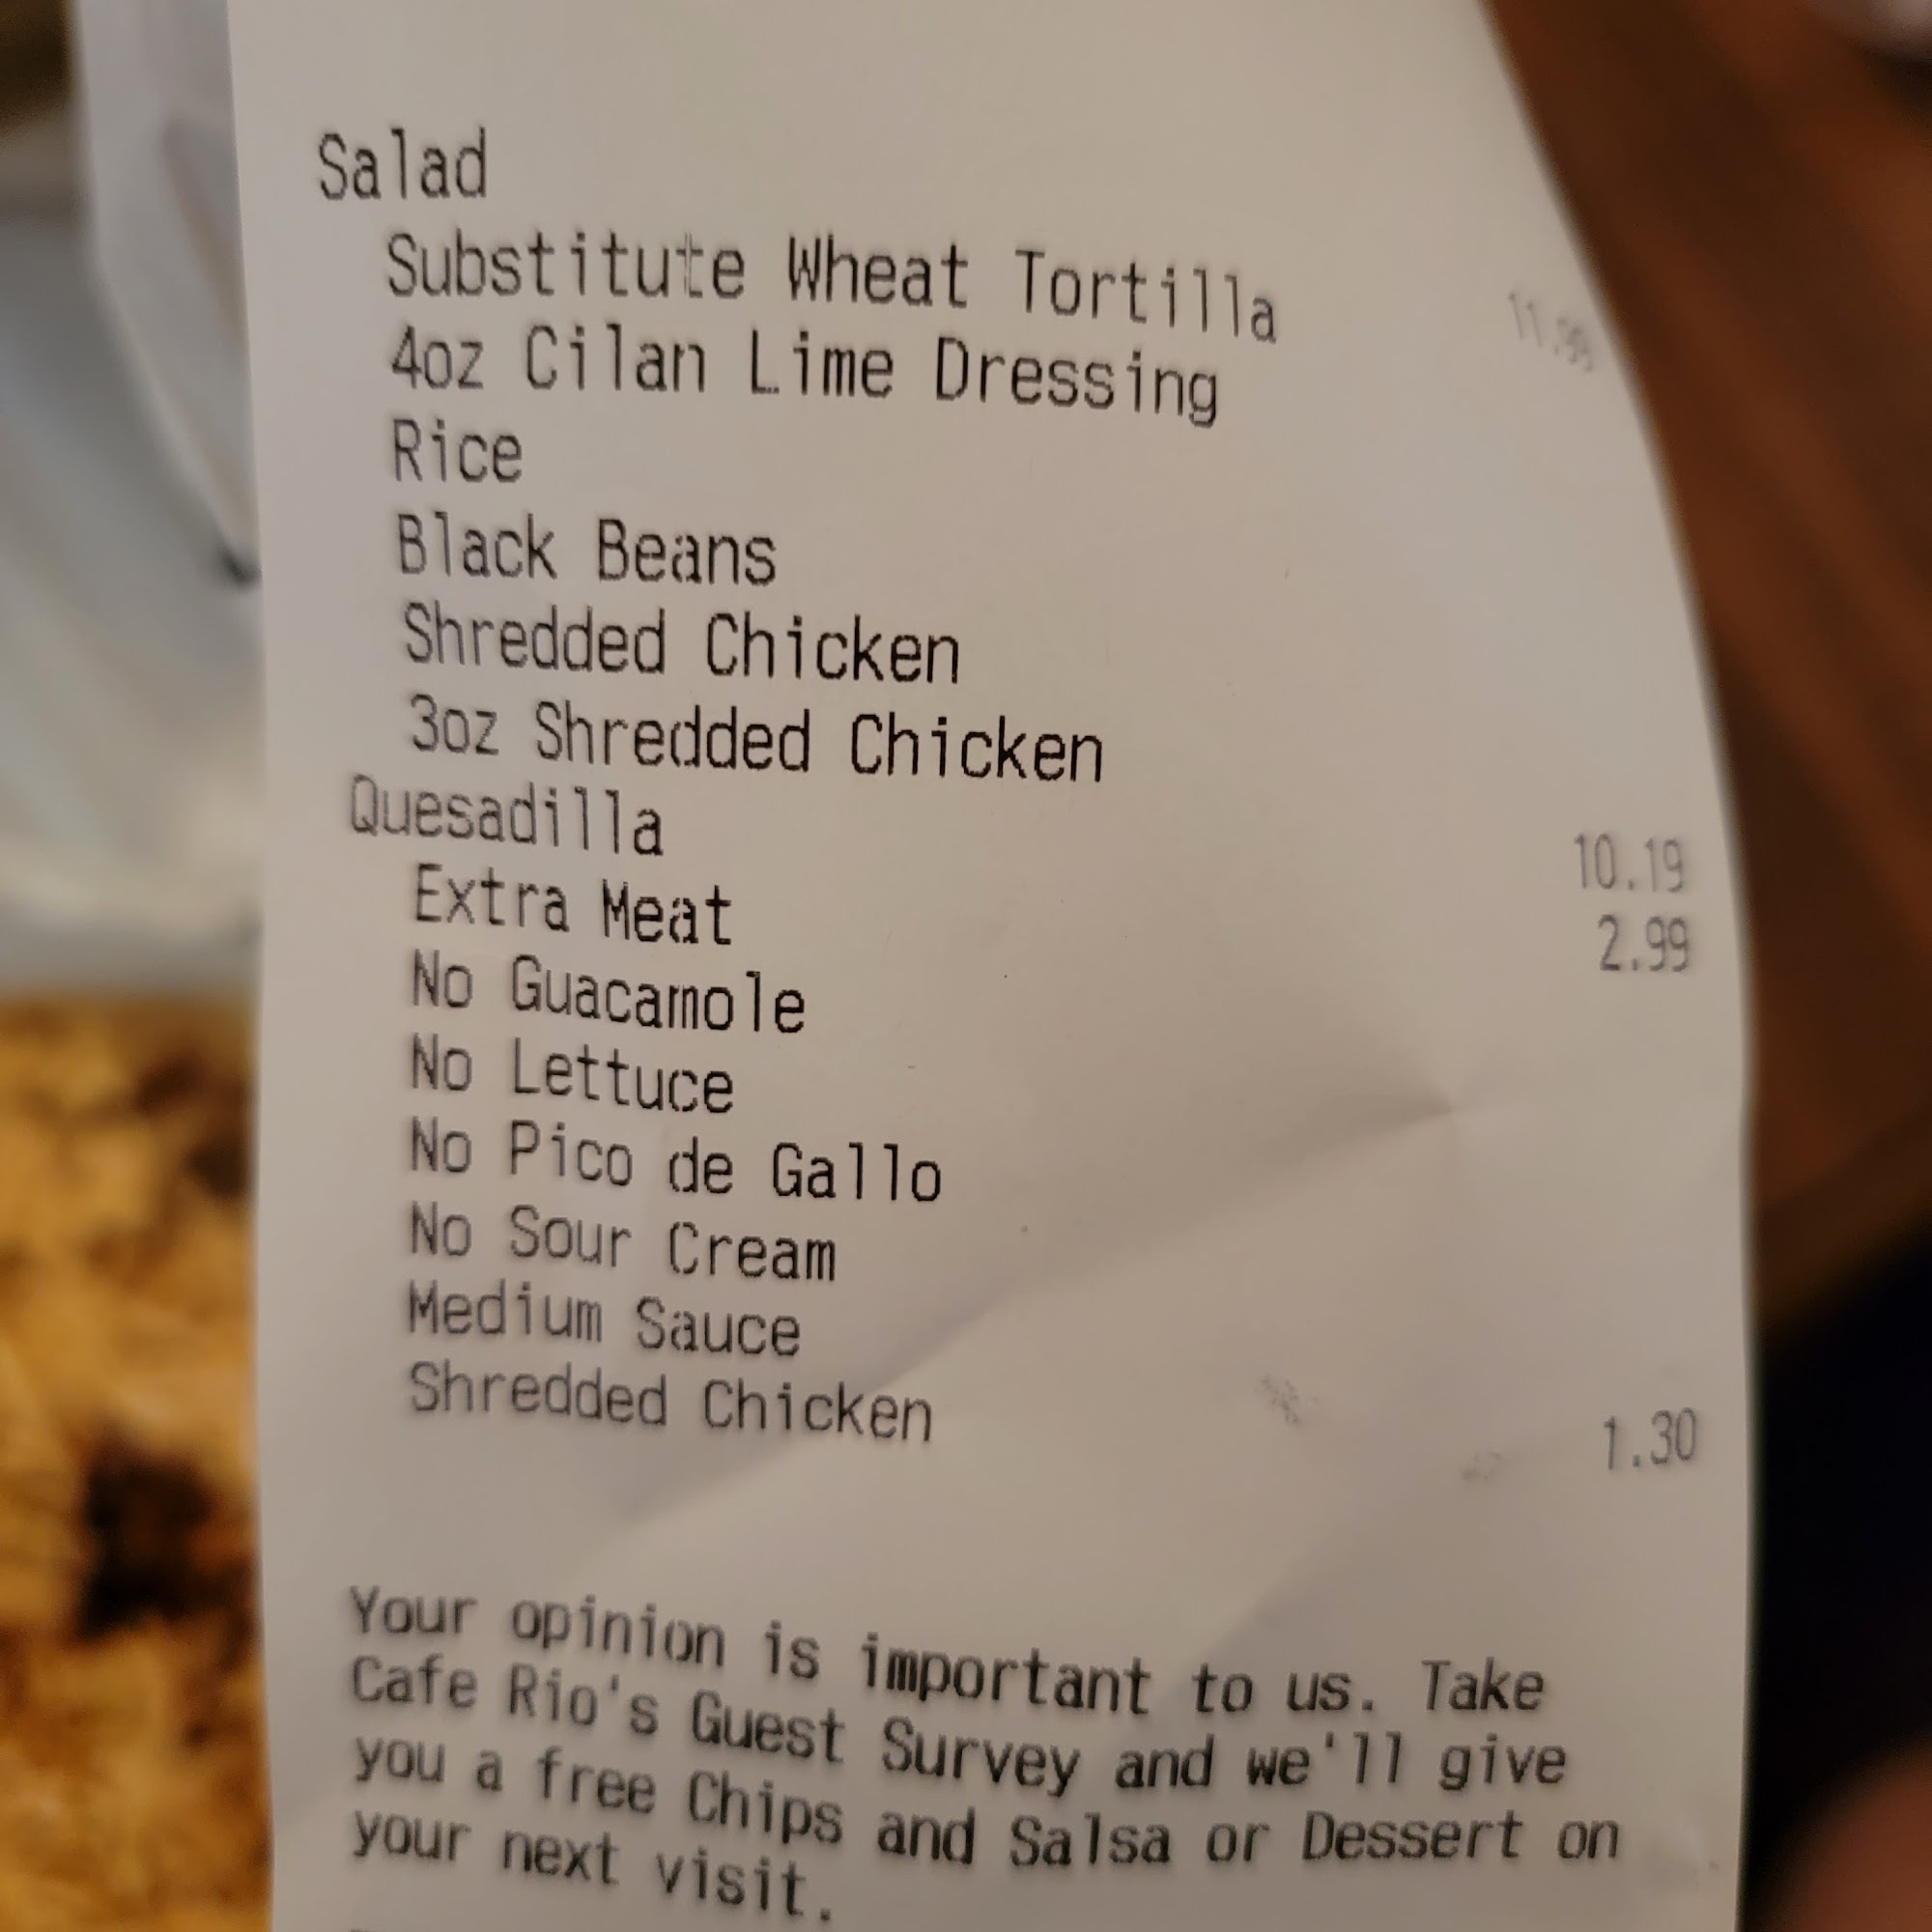 Salad
Substitute Wheat Tortilla
4oz Cilan Lime Dressing
Rice
Black Beans
Shredded Chicken
3oz Shredded Chicken
Quesadilla 10.19
Extra Meat 2.99
No Guacamole
No Lettuce
No Pico de Gallo
No Sour Cream
Medium Sauce
Shredded Chicken 1.30
Your opinion is important to us. Take
Cafe Rio's Guest Survey and we'll give
you a free Chips and Salsa or Dessert on
your next visit.